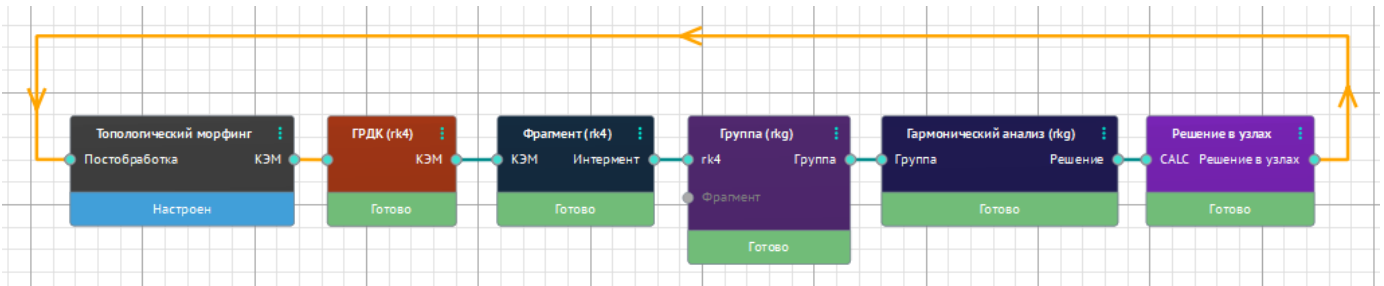 Топологический морфинг
Постобработка КЭМ
Настроен
ГРДК (rk4)
КЭМ
Готово
Фрагмент (rk4)
КЭМ Интермент
Готово
Группа (rkg)
rk4 Группа
Фрагмент
Готово
Гармонический анализ (rkg)
Группа Решение
Готово
Решение в узлах
CALC Решение в узлах
Готово